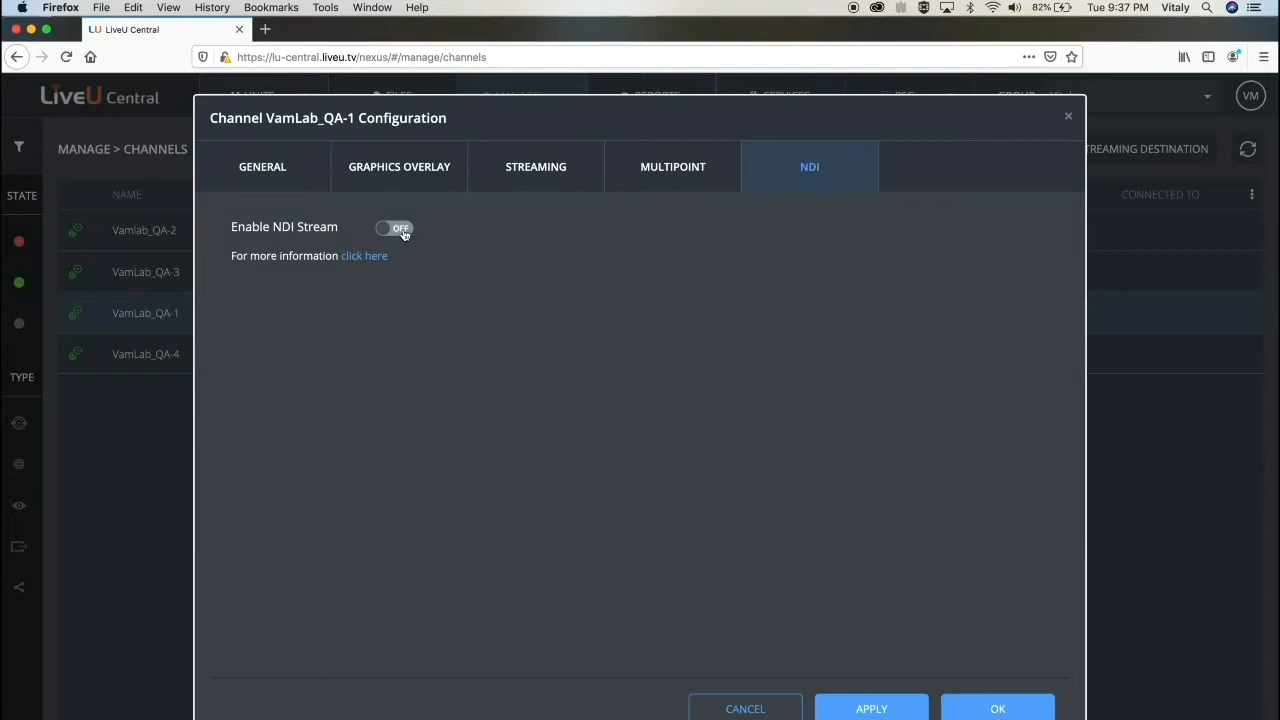 Firefox File Edit View History Bookmarks Tools Window Help 82% Tue 9:37 PM Vitaly
LU LiveU Central
https://lu-central.liveu.tv/nexus/#/manage/channels
LiveU Central
VM
Channel VamLab_QA-1 Configuration
MANAGE > CHANNELS
GENERAL GRAPHICS OVERLAY STREAMING MULTIPOINT NDI
TREAMING DESTINATION
STATE NAME CONNECTED TO
Enable NDI Stream OFF
Vamlab_QA-2
For more information click here
VamLab_QA-3
VamLab_QA-1
VamLab_QA-4
TYPE
CANCEL APPLY OK